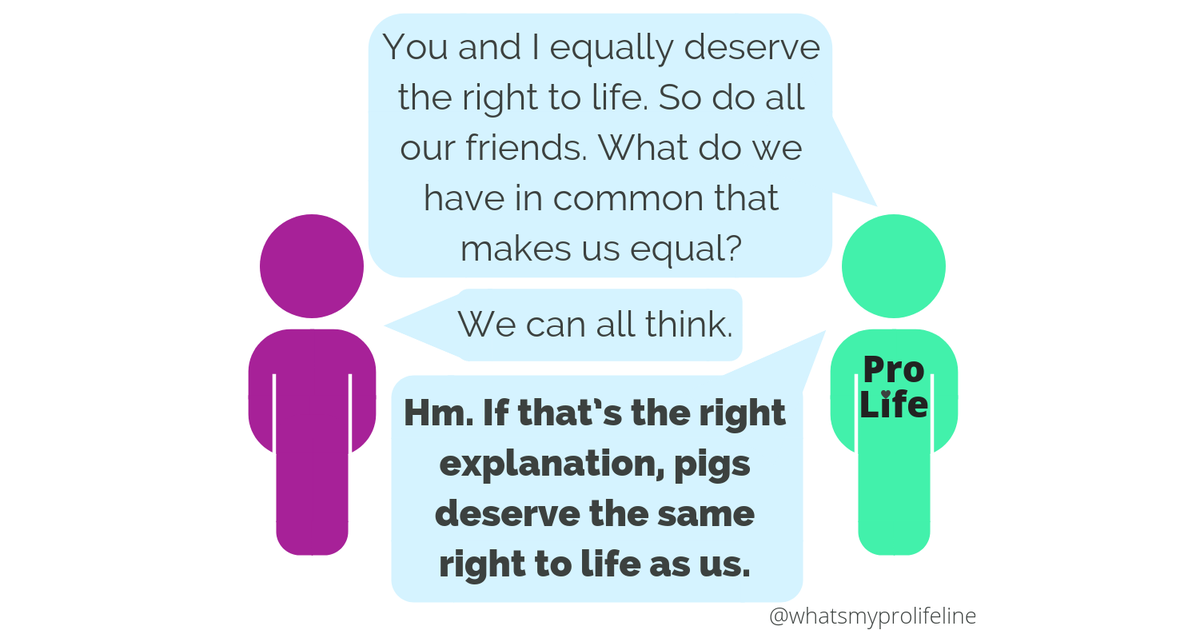 You and I equally deserve
the right to life. So do all
our friends. What do we
have in common that
makes us equal?
We can all think.
Hm. If that's the right
explanation, pigs
deserve the same
right to life as us.
Pro
Life
@whatsmyprolifeline